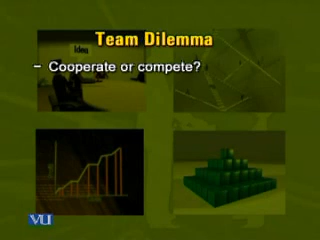 Team Dilemma
Idea
– Cooperate or compete?
VU